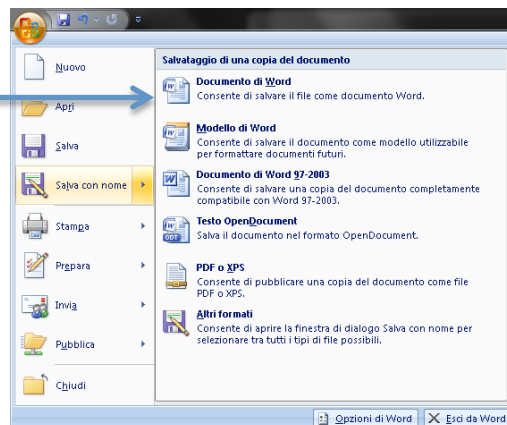 Nuovo
Apri
Salva
Salva con nome
Stampa
Prepara
Invia
Pubblica
Chiudi
Salvataggio di una copia del documento
Documento di Word
Consente di salvare il file come documento Word.
Modello di Word
Consente di salvare il documento come modello utilizzabile
per formattare documenti futuri.
Documento di Word 97-2003
Consente di salvare una copia del documento completamente
compatibile con Word 97-2003.
Testo OpenDocument
Salva il documento nel formato OpenDocument.
PDF o XPS
Consente di pubblicare una copia del documento come file
PDF o XPS.
Altri formati
Consente di aprire la finestra di dialogo Salva con nome per
selezionare tra tutti i tipi di file possibili.
Opzioni di Word
Esci da Word